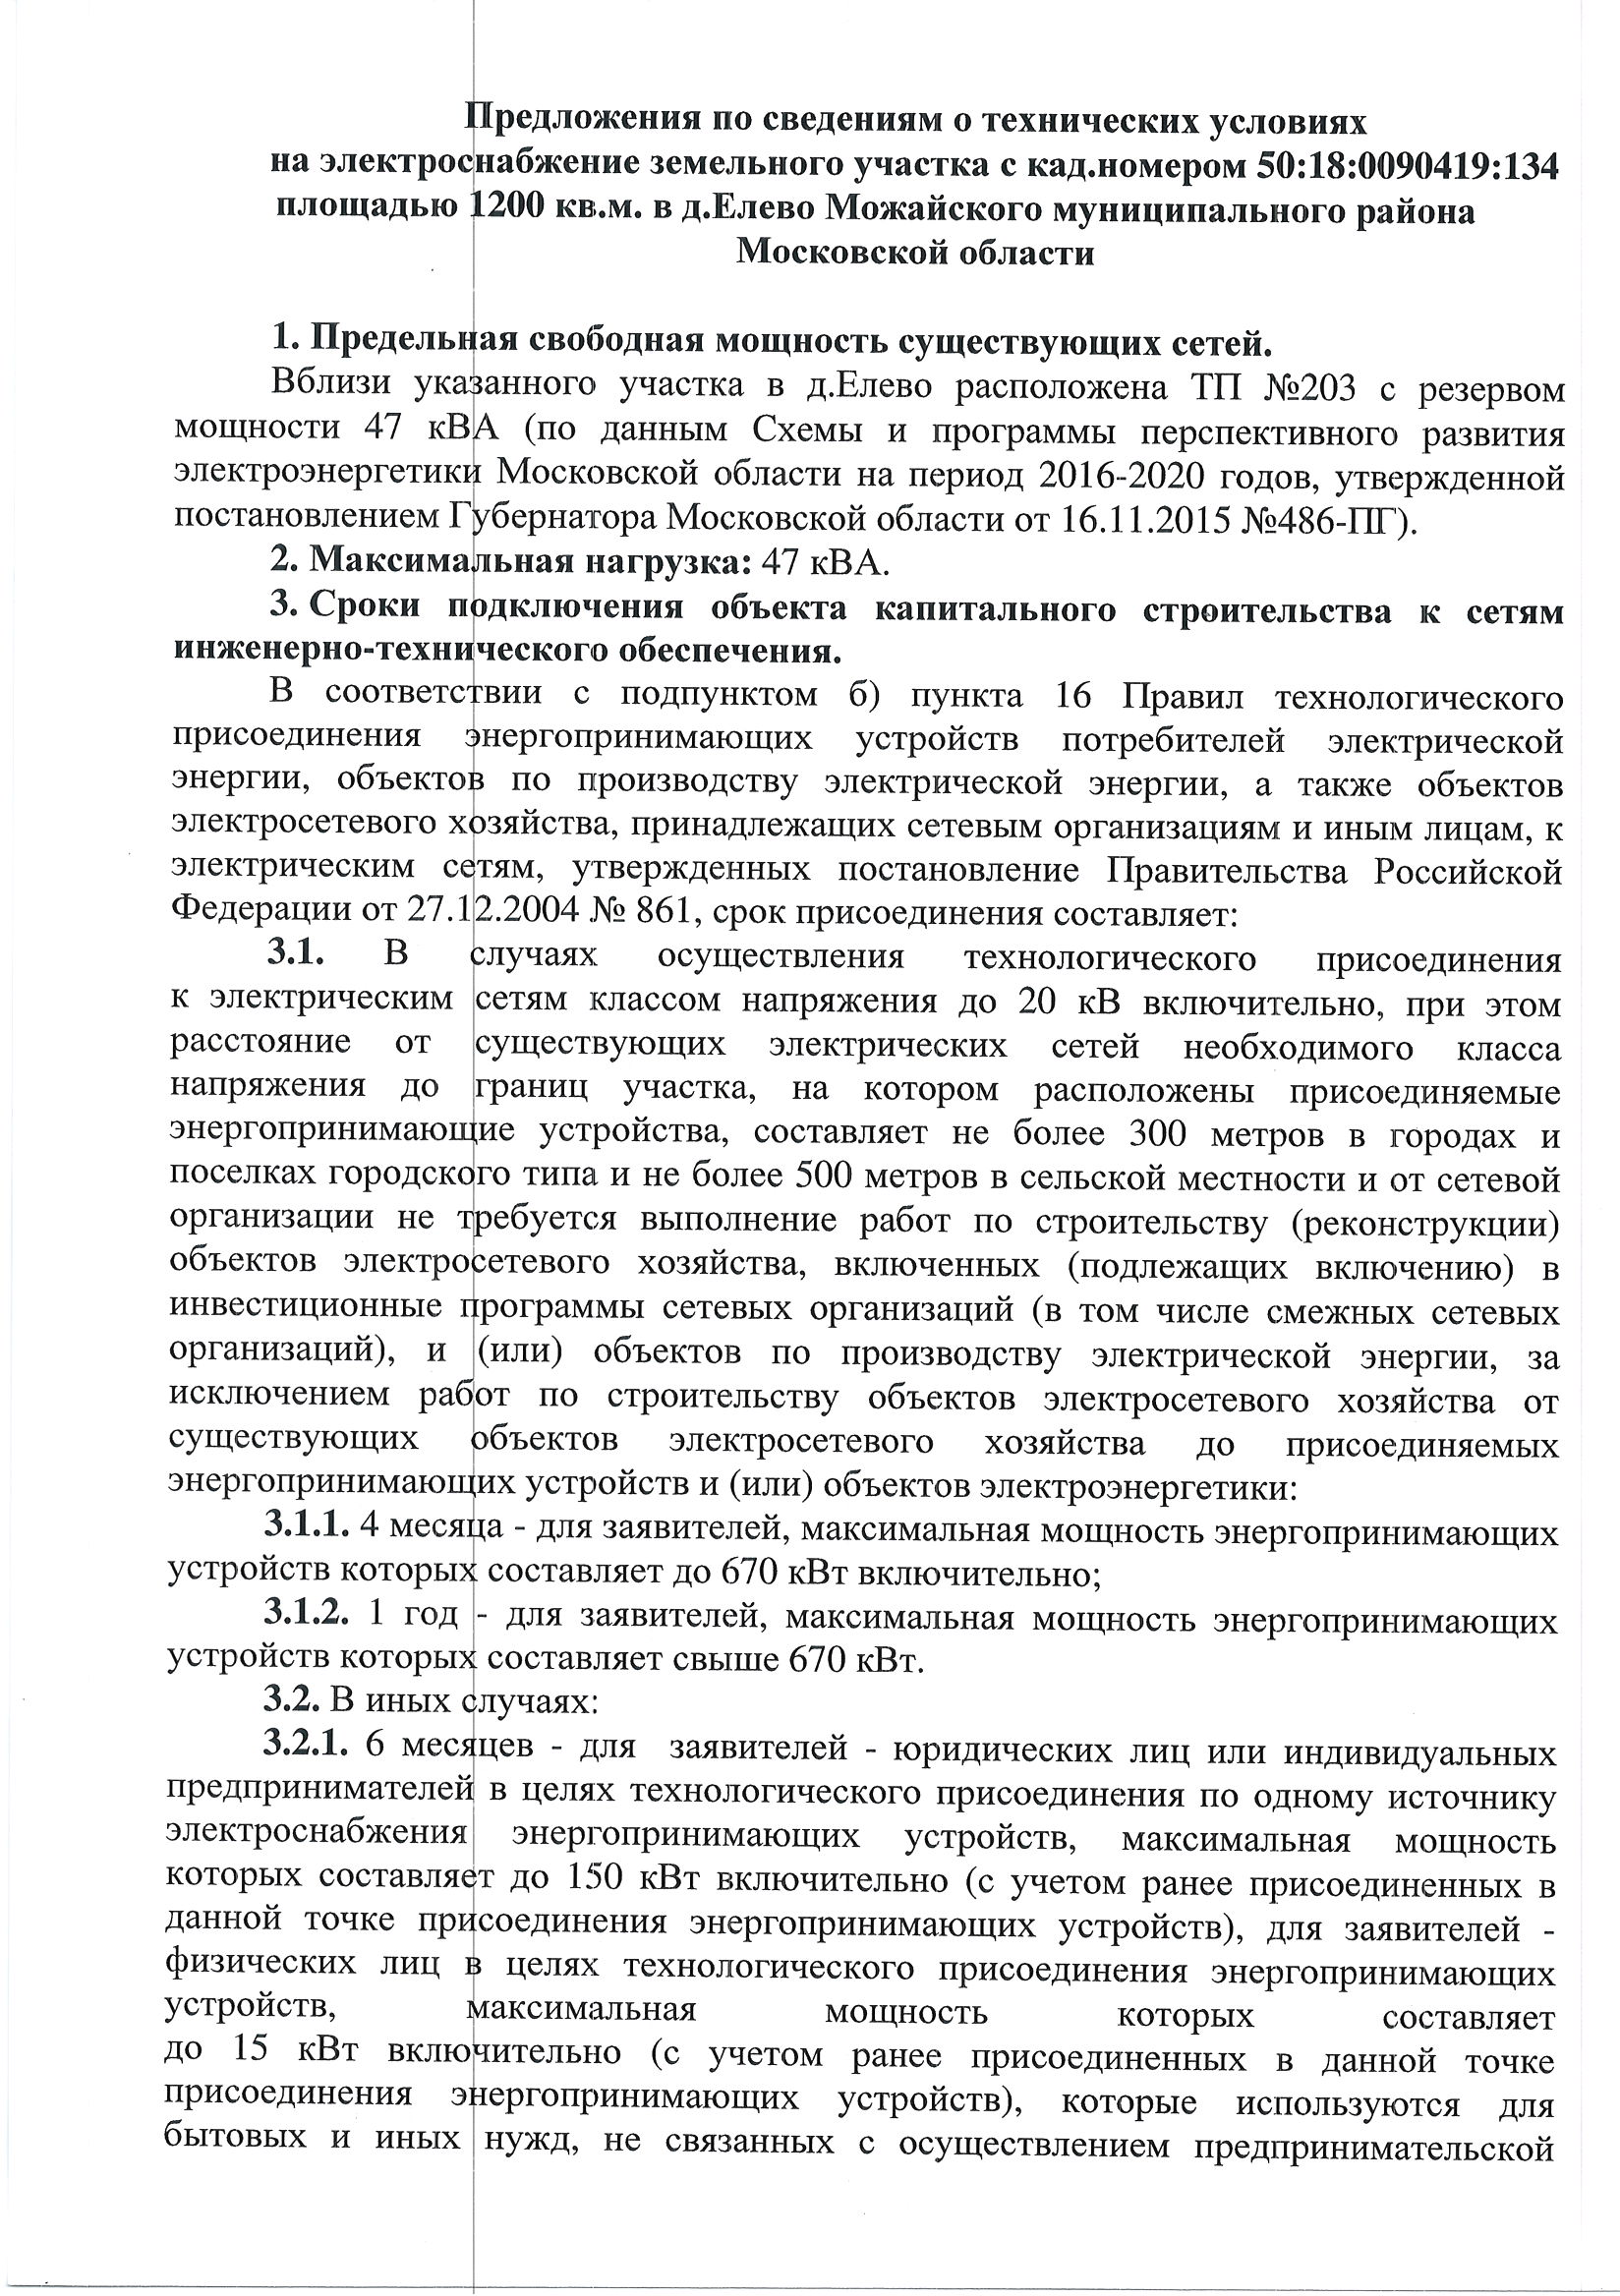 Предложения по сведениям о технических условиях
на электроснабжение земельного участка с кад.номером 50:18:0090419:134
площадью 1200 кв.м. в д.Елево Можайского муниципального района
Московской области
1. Предельная свободная мощность существующих сетей.
Вблизи указанного участка в д.Елево расположена ТП №203 с резервом
мощности 47 кВА (по данным Схемы и программы перспективного развития
электроэнергетики Московской области на период 2016-2020 годов, утвержденной
постановлением Губернатора Московской области от 16.11.2015 №486-ПГ).
2. Максимальная нагрузка: 47 кВА.
3. Сроки подключения объекта капитального строительства к сетям
инженерно-технического обеспечения.
В соответствии с подпунктом б) пункта 16 Правил технологического
присоединения энергопринимающих устройств потребителей электрической
энергии, объектов по производству электрической энергии, а также объектов
электросетевого хозяйства, принадлежащих сетевым организациям и иным лицам, к
электрическим сетям, утвержденных постановление Правительства Российской
Федерации от 27.12.2004 № 861, срок присоединения составляет:
3.1. В случаях осуществления технологического присоединения
к электрическим сетям классом напряжения до 20 кВ включительно, при этом
расстояние от существующих электрических сетей необходимого класса
напряжения до границ участка, на котором расположены присоединяемые
энергопринимающие устройства, составляет не более 300 метров в городах и
поселках городского типа и не более 500 метров в сельской местности и от сетевой
организации не требуется выполнение работ по строительству (реконструкции)
объектов электросетевого хозяйства, включенных (подлежащих включению) в
инвестиционные программы сетевых организаций (в том числе смежных сетевых
организаций), и (или) объектов по производству электрической энергии, за
исключением работ по строительству объектов электросетевого хозяйства от
существующих объектов электросетевого хозяйства до присоединяемых
энергопринимающих устройств и (или) объектов электроэнергетики:
3.1.1. 4 месяца - для заявителей, максимальная мощность энергопринимающих
устройств которых составляет до 670 кВт включительно;
3.1.2. 1 год - для заявителей, максимальная мощность энергопринимающих
устройств которых составляет свыше 670 кВт.
3.2. В иных случаях:
3.2.1. 6 месяцев - для заявителей - юридических лиц или индивидуальных
предпринимателей в целях технологического присоединения по одному источнику
электроснабжения энергопринимающих устройств, максимальная мощность
которых составляет до 150 кВт включительно (с учетом ранее присоединенных в
данной точке присоединения энергопринимающих устройств), для заявителей -
физических лиц в целях технологического присоединения энергопринимающих
устройств, максимальная мощность которых составляет
до 15 кВт включительно (с учетом ранее присоединенных в данной точке
присоединения энергопринимающих устройств), которые используются для
бытовых и иных нужд, не связанных с осуществлением предпринимательской